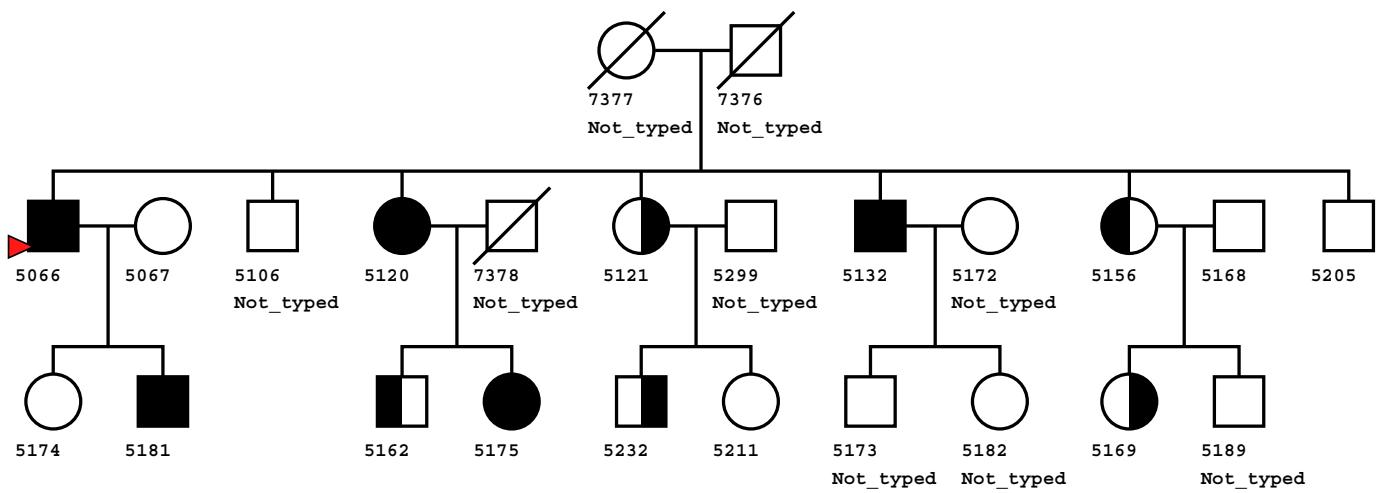 7377 7376
Not_typed Not_typed
5066 5067 5106 5120 7378 5121 5299 5132 5172 5156 5168 5205
Not_typed Not_typed Not_typed Not_typed
5174 5181 5162 5175 5232 5211 5173 5182 5169 5189
Not_typed Not_typed Not_typed